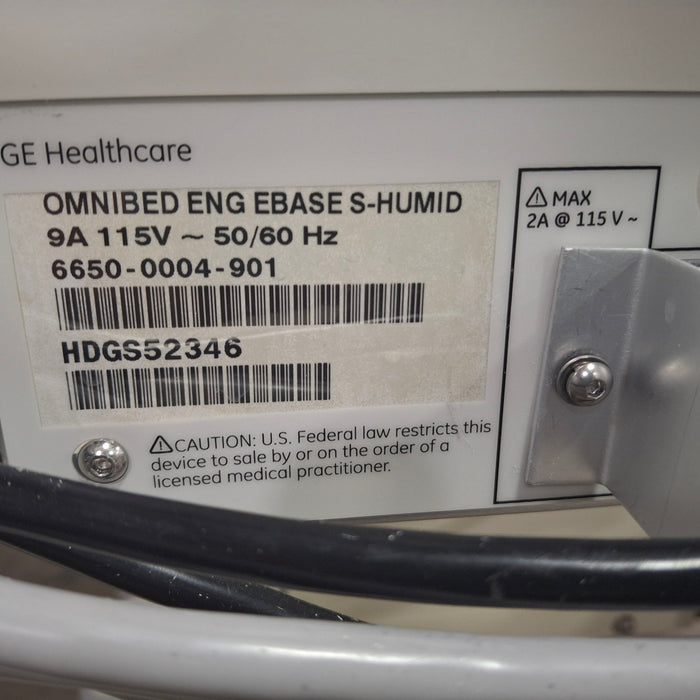 GE Healthcare
OMNIBED ENG EBASE S-HUMID
9A 115V ~ 50/60 Hz
6650-0004-901
HDGS52346
⚠ CAUTION: U.S. Federal law restricts this
device to sale by or on the order of a
licensed medical practitioner.
⚠ MAX
2A @ 115 V ~